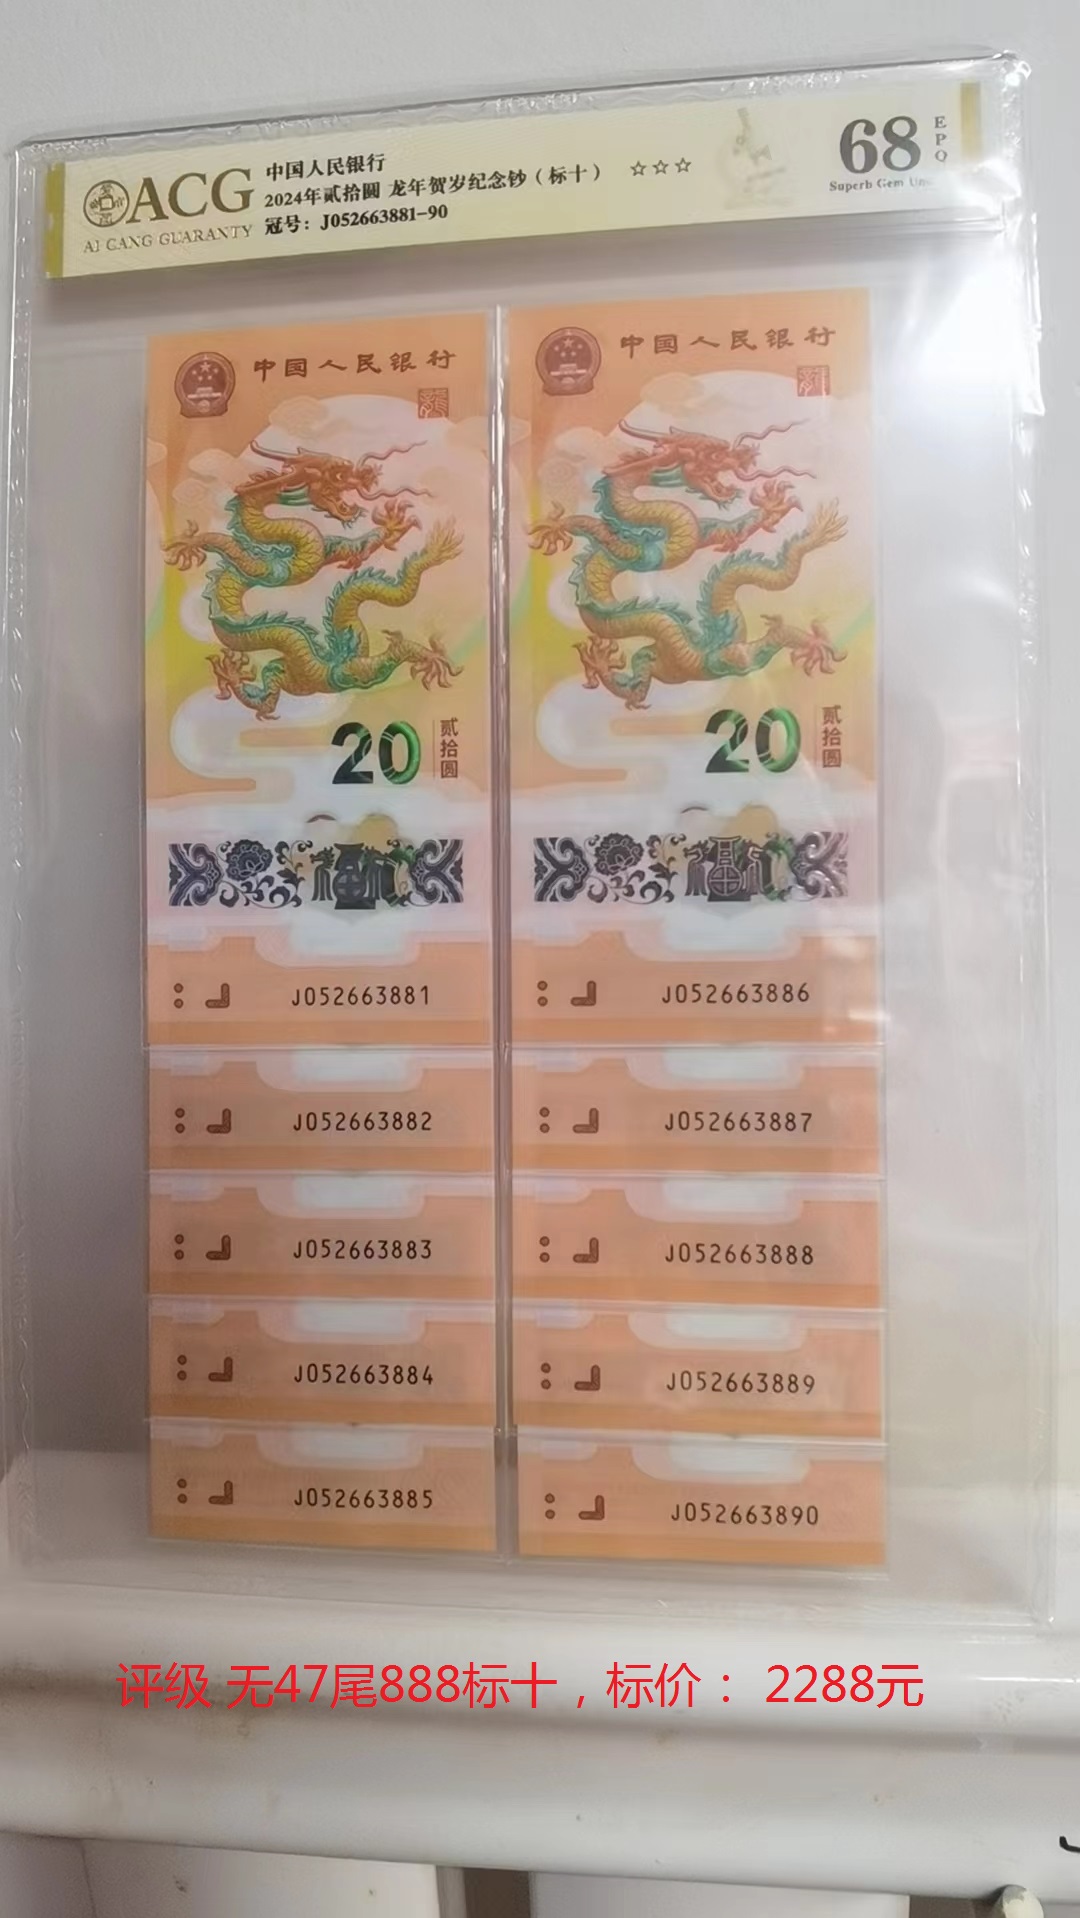 ACG
AI CANG GUARANTY
中国人民银行
2024年贰拾圆 龙年贺岁纪念钞（标十） ☆☆☆
冠号：J052663881-90
68
EPQ
Superb Gem Unc
中国人民银行
20
贰拾圆
J052663881
J052663882
J052663883
J052663884
J052663885
中国人民银行
20
贰拾圆
J052663886
J052663887
J052663888
J052663889
J052663890
评级 无47尾888标十，标价： 2288元